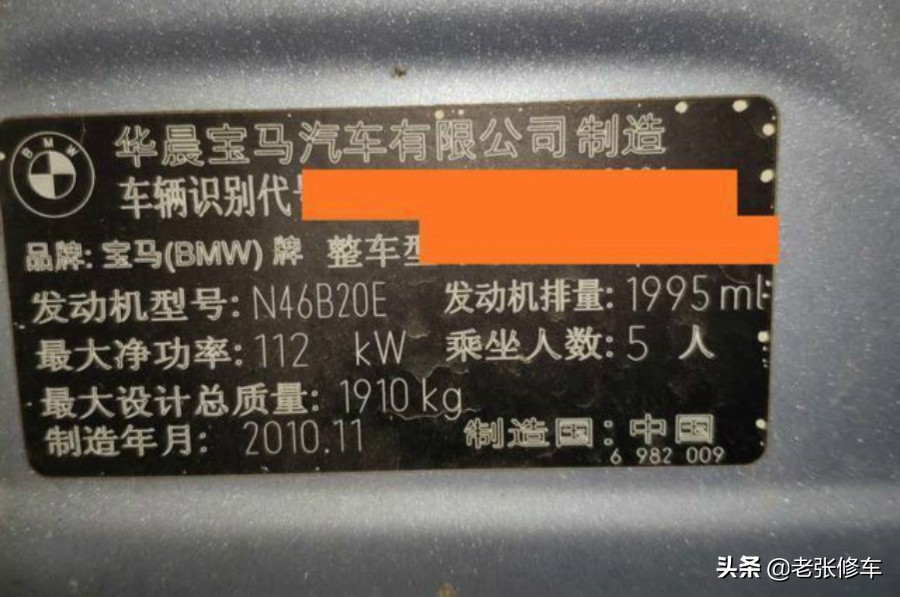 BMW
华晨宝马汽车有限公司制造
车辆识别代
品牌: 宝马(BMW) 牌 整车型
发动机型号: N46B20E 发动机排量: 1995 ml
最大净功率: 112 kW 乘坐人数: 5 人
最大设计总质量: 1910 kg
制造年月: 2010.11 制造国: 中国
6 982 009
头条 @老张修车